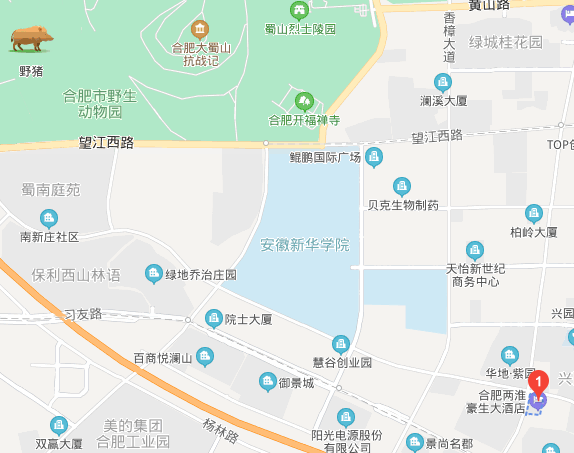 黄山路
蜀山烈士陵园
香樟大道
绿城桂花园
合肥大蜀山
抗战记
野猪
合肥市野生
动物园
合肥开福禅寺
澜溪大厦
望江西路
望江西路
鲲鹏国际广场
TOP
贝克生物制药
蜀南庭苑
南新庄社区
柏岭大厦
安徽新华学院
保利西山林语
绿地乔治庄园
天怡新世纪
商务中心
习友路
院士大厦
兴园
百商悦澜山
慧谷创业园
华地·紫园
兴
1
御景城
合肥两淮
豪生大酒店
美的集团
合肥工业园
杨林路
双赢大厦
阳光电源股份
有限公司
景尚名郡